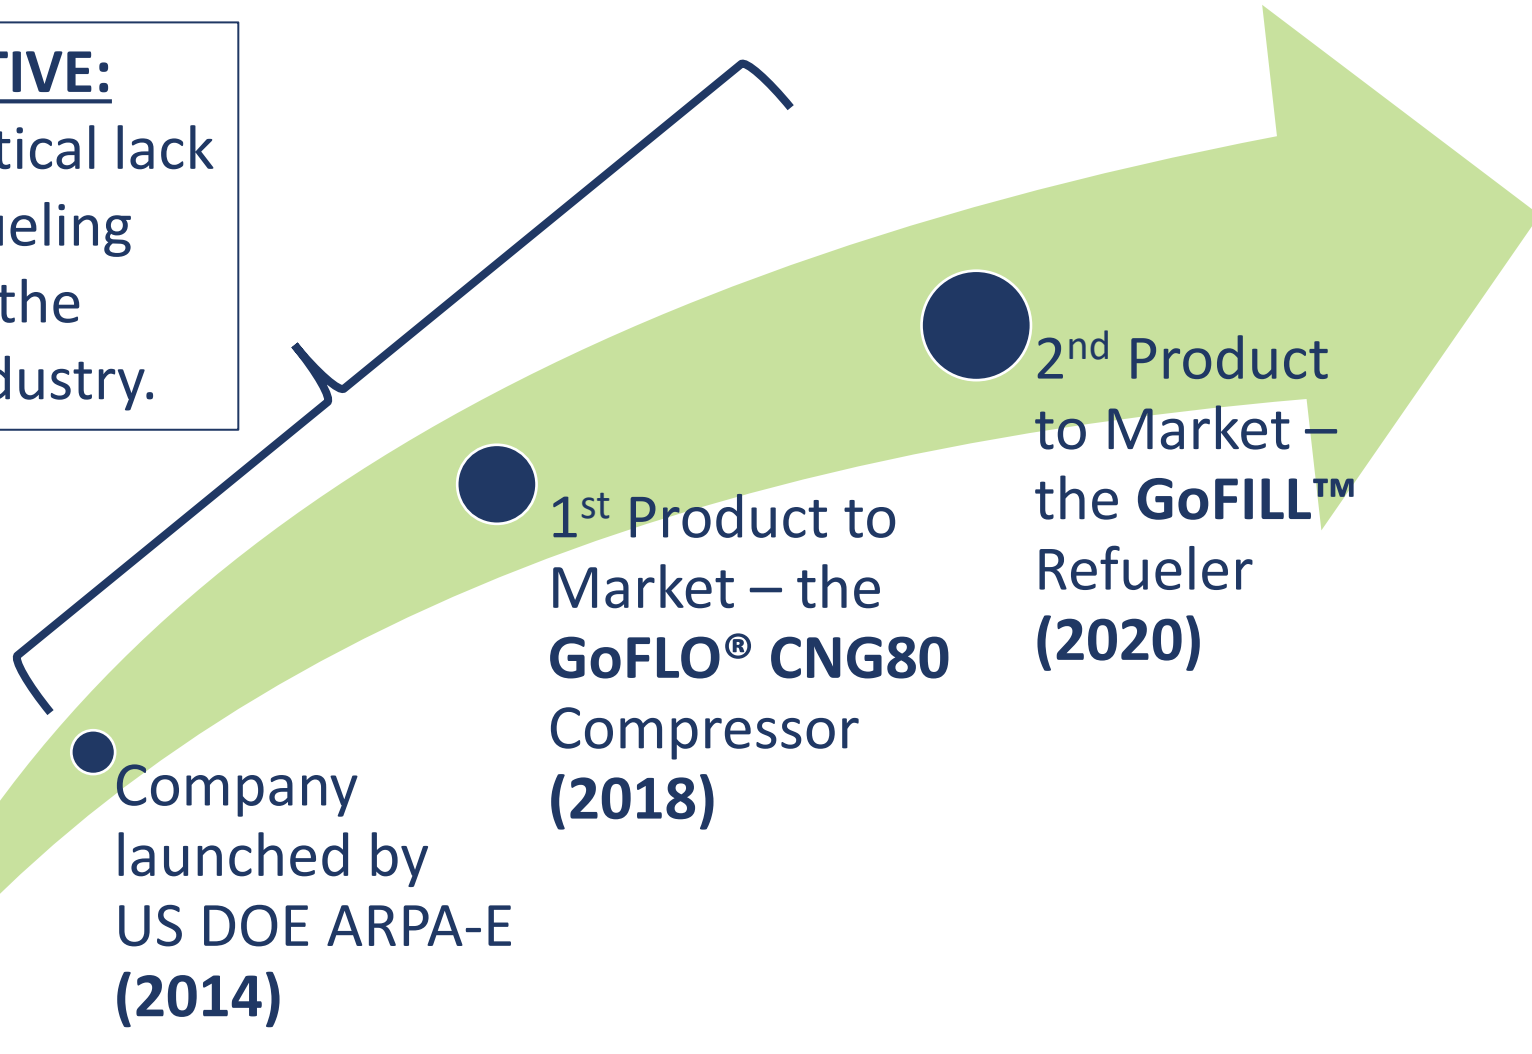 TIVE:
tical lack
ueling
the
dustry.
2nd Product
to Market –
the GoFILL™
Refueler
(2020)
1st Product to
Market – the
GoFLO® CNG80
Compressor
(2018)
Company
launched by
US DOE ARPA-E
(2014)